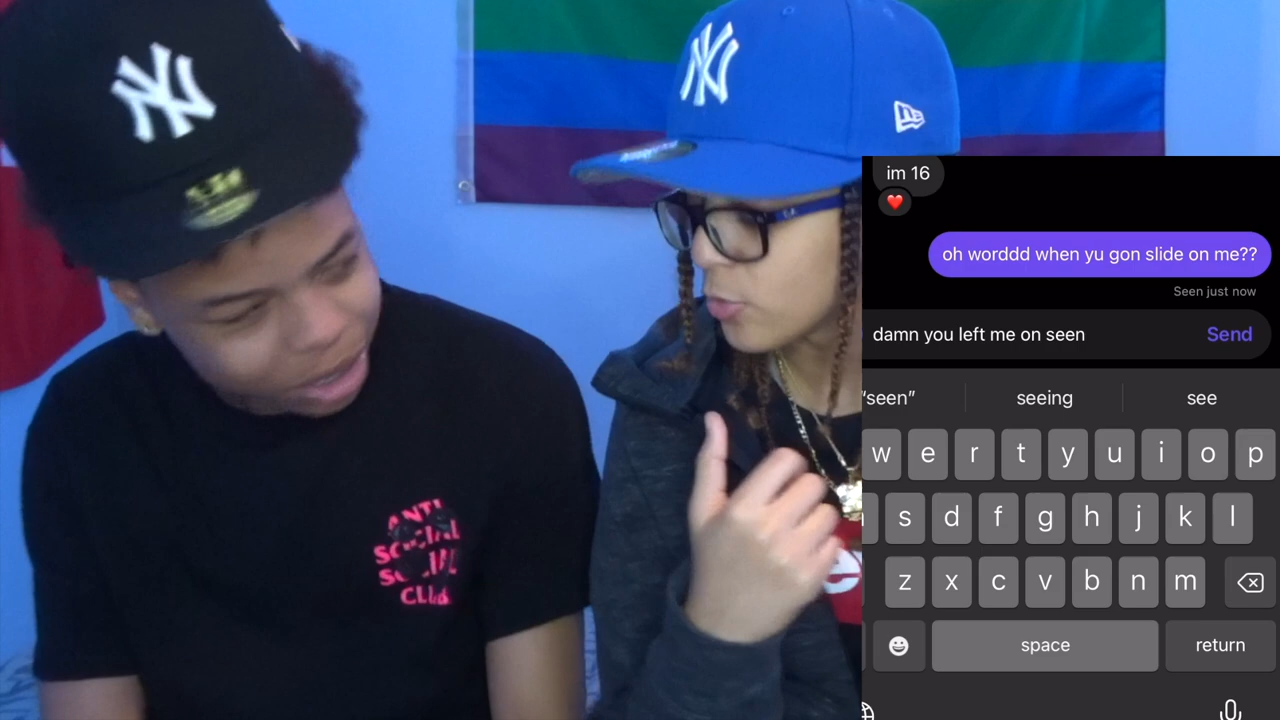 NY
NY
im 16
oh worddd when yu gon slide on me??
Seen just now
damn you left me on seen
Send
“seen”
seeing
see
w e r t y u i o p
s d f g h j k l
z x c v b n m
space
return
ANTI
SOCIAL
SOCIAL
CLUB